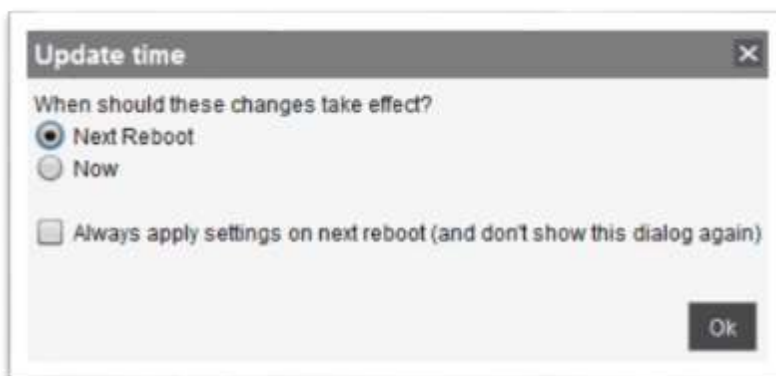 Update time
When should these changes take effect?
Next Reboot
Now
Always apply settings on next reboot (and don't show this dialog again)
Ok